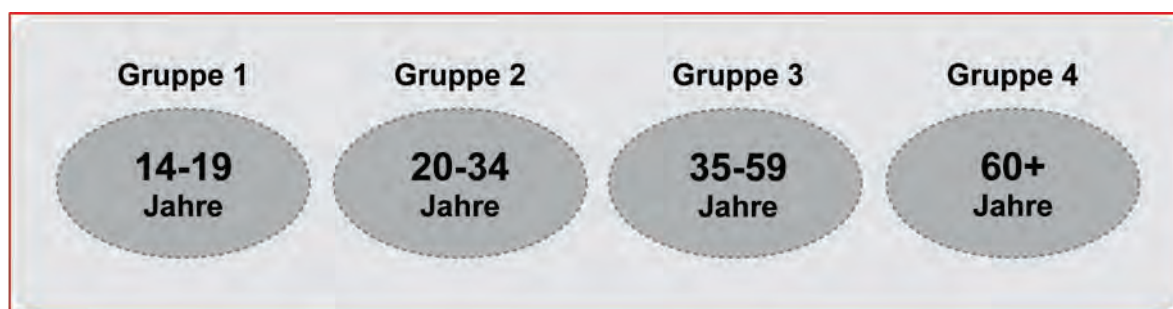 Gruppe 1
Gruppe 2
Gruppe 3
Gruppe 4
14-19
Jahre
20-34
Jahre
35-59
Jahre
60+
Jahre